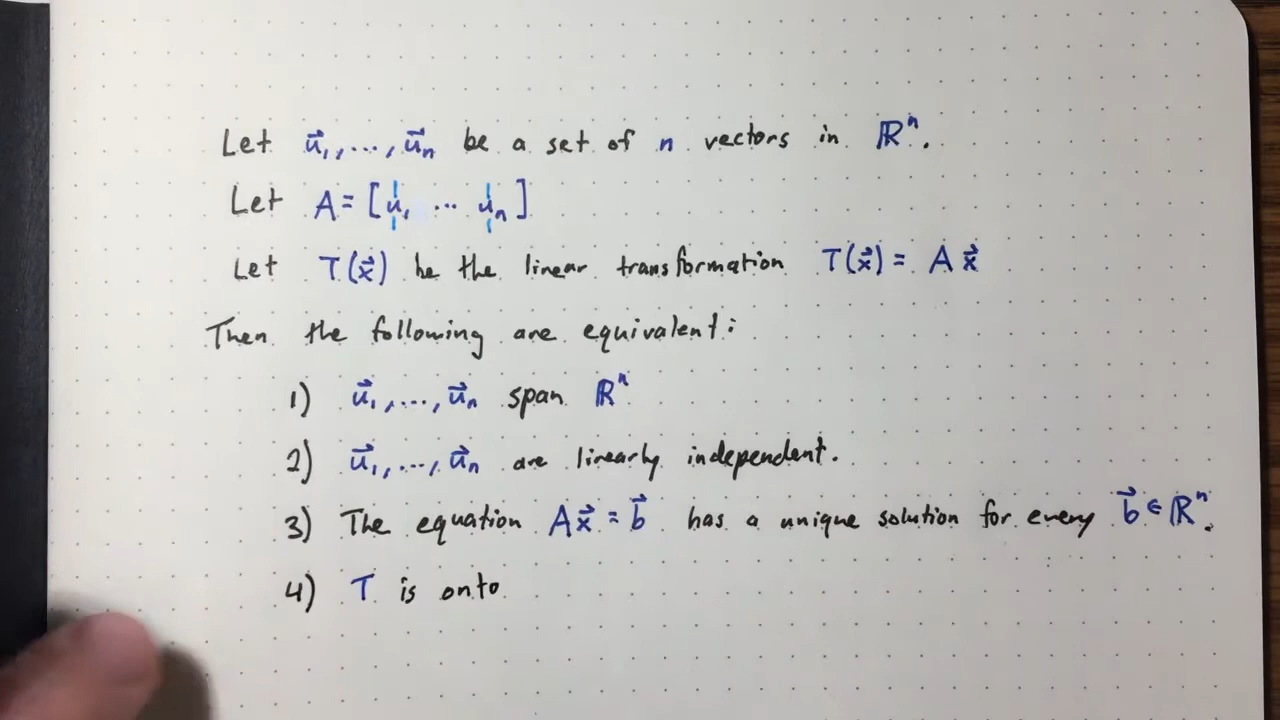 Let u⃗₁, ..., u⃗ₙ be a set of n vectors in ℝⁿ.
Let A = [u₁ ... uₙ]
Let T(x⃗) be the linear transformation T(x⃗) = A x⃗
Then the following are equivalent:
1) u⃗₁, ..., u⃗ₙ span ℝⁿ
2) u⃗₁, ..., u⃗ₙ are linearly independent.
3) The equation A x⃗ = b⃗ has a unique solution for every b⃗ ∈ ℝⁿ.
4) T is onto